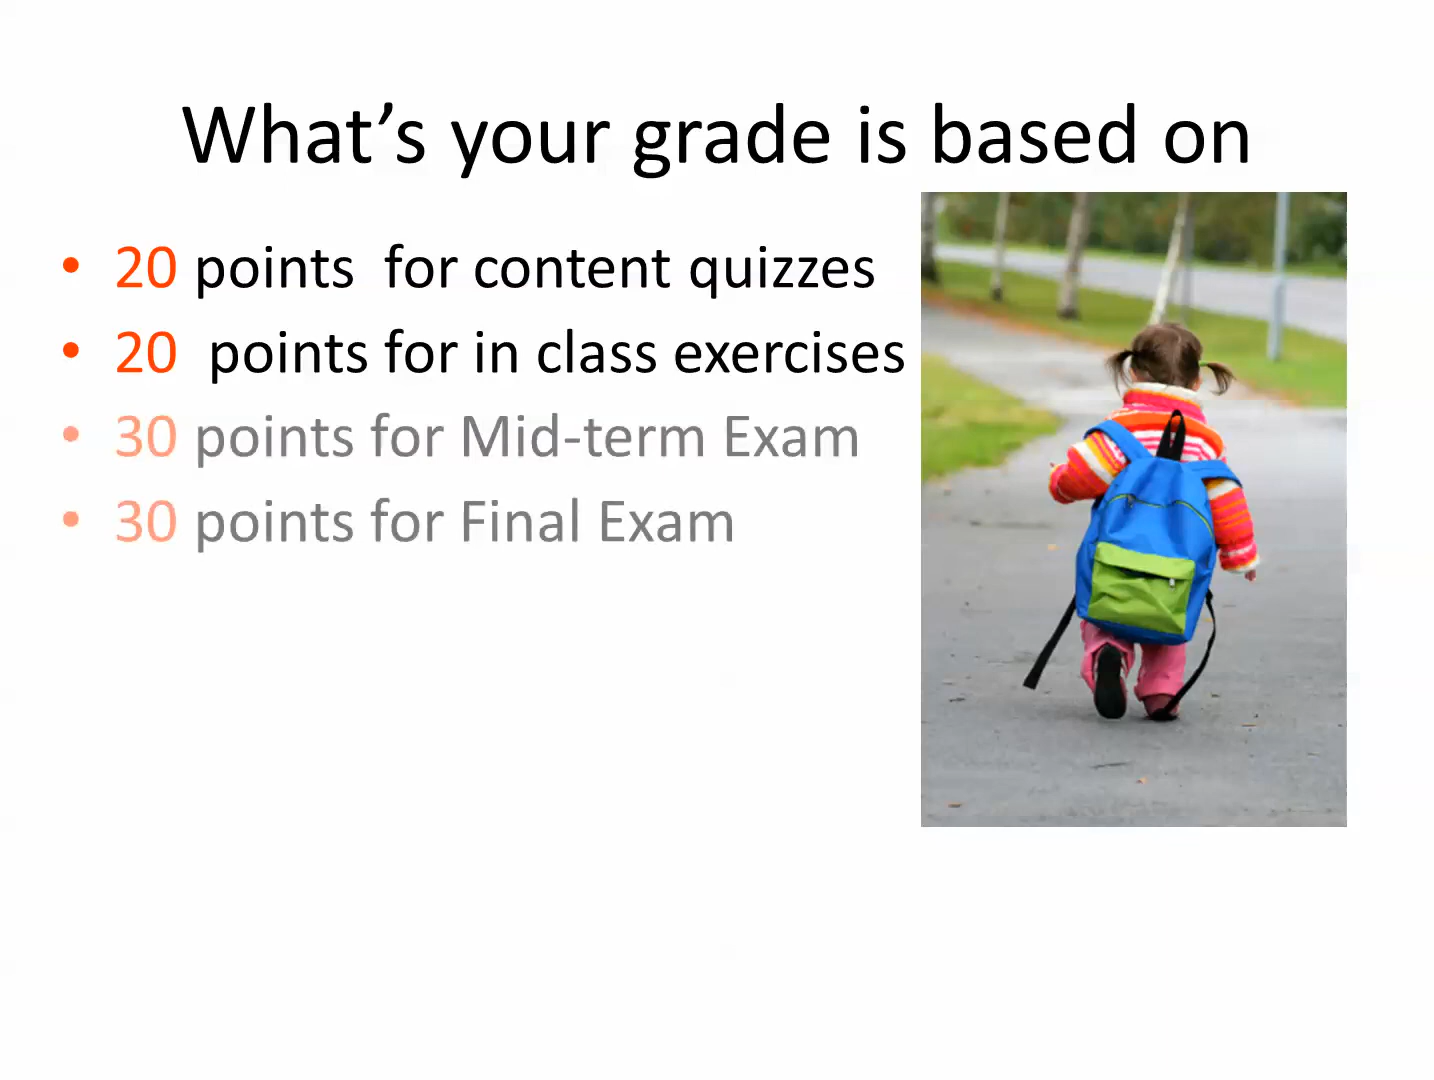 What’s your grade is based on
• 20 points for content quizzes
• 20 points for in class exercises
• 30 points for Mid-term Exam
• 30 points for Final Exam